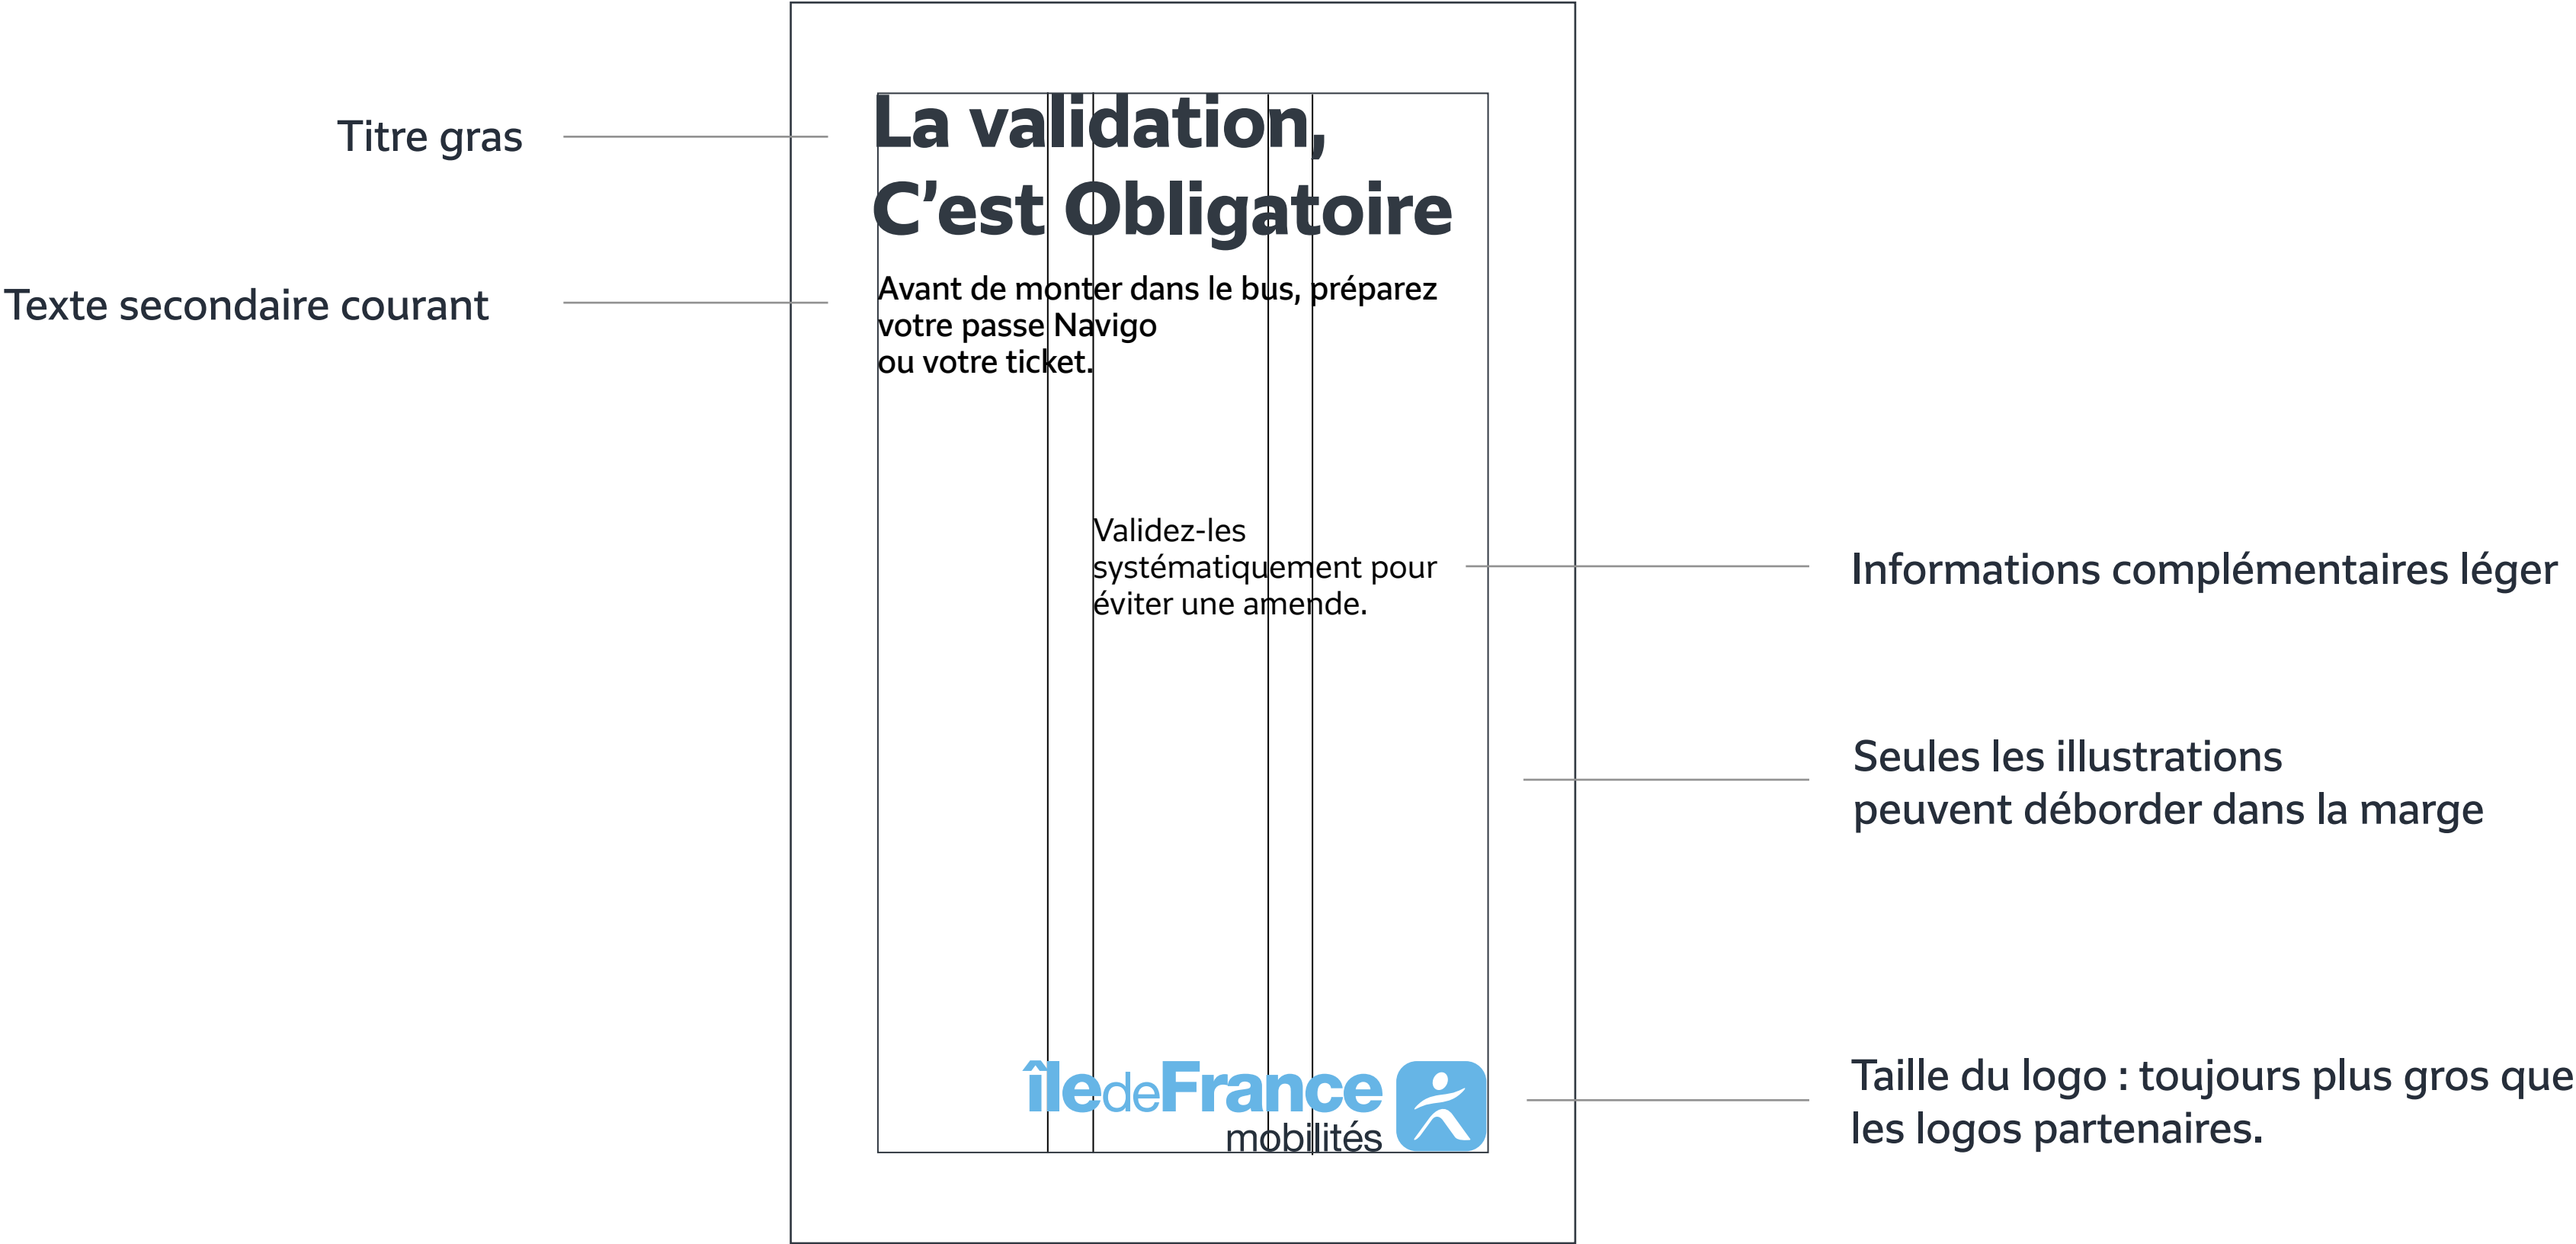 Titre gras
La validation,
C’est Obligatoire
Texte secondaire courant
Avant de monter dans le bus, préparez
votre passe Navigo
ou votre ticket.
Validez-les
systématiquement pour
éviter une amende.
Informations complémentaires léger
Seules les illustrations
peuvent déborder dans la marge
îledeFrance
mobilités
Taille du logo : toujours plus gros que
les logos partenaires.